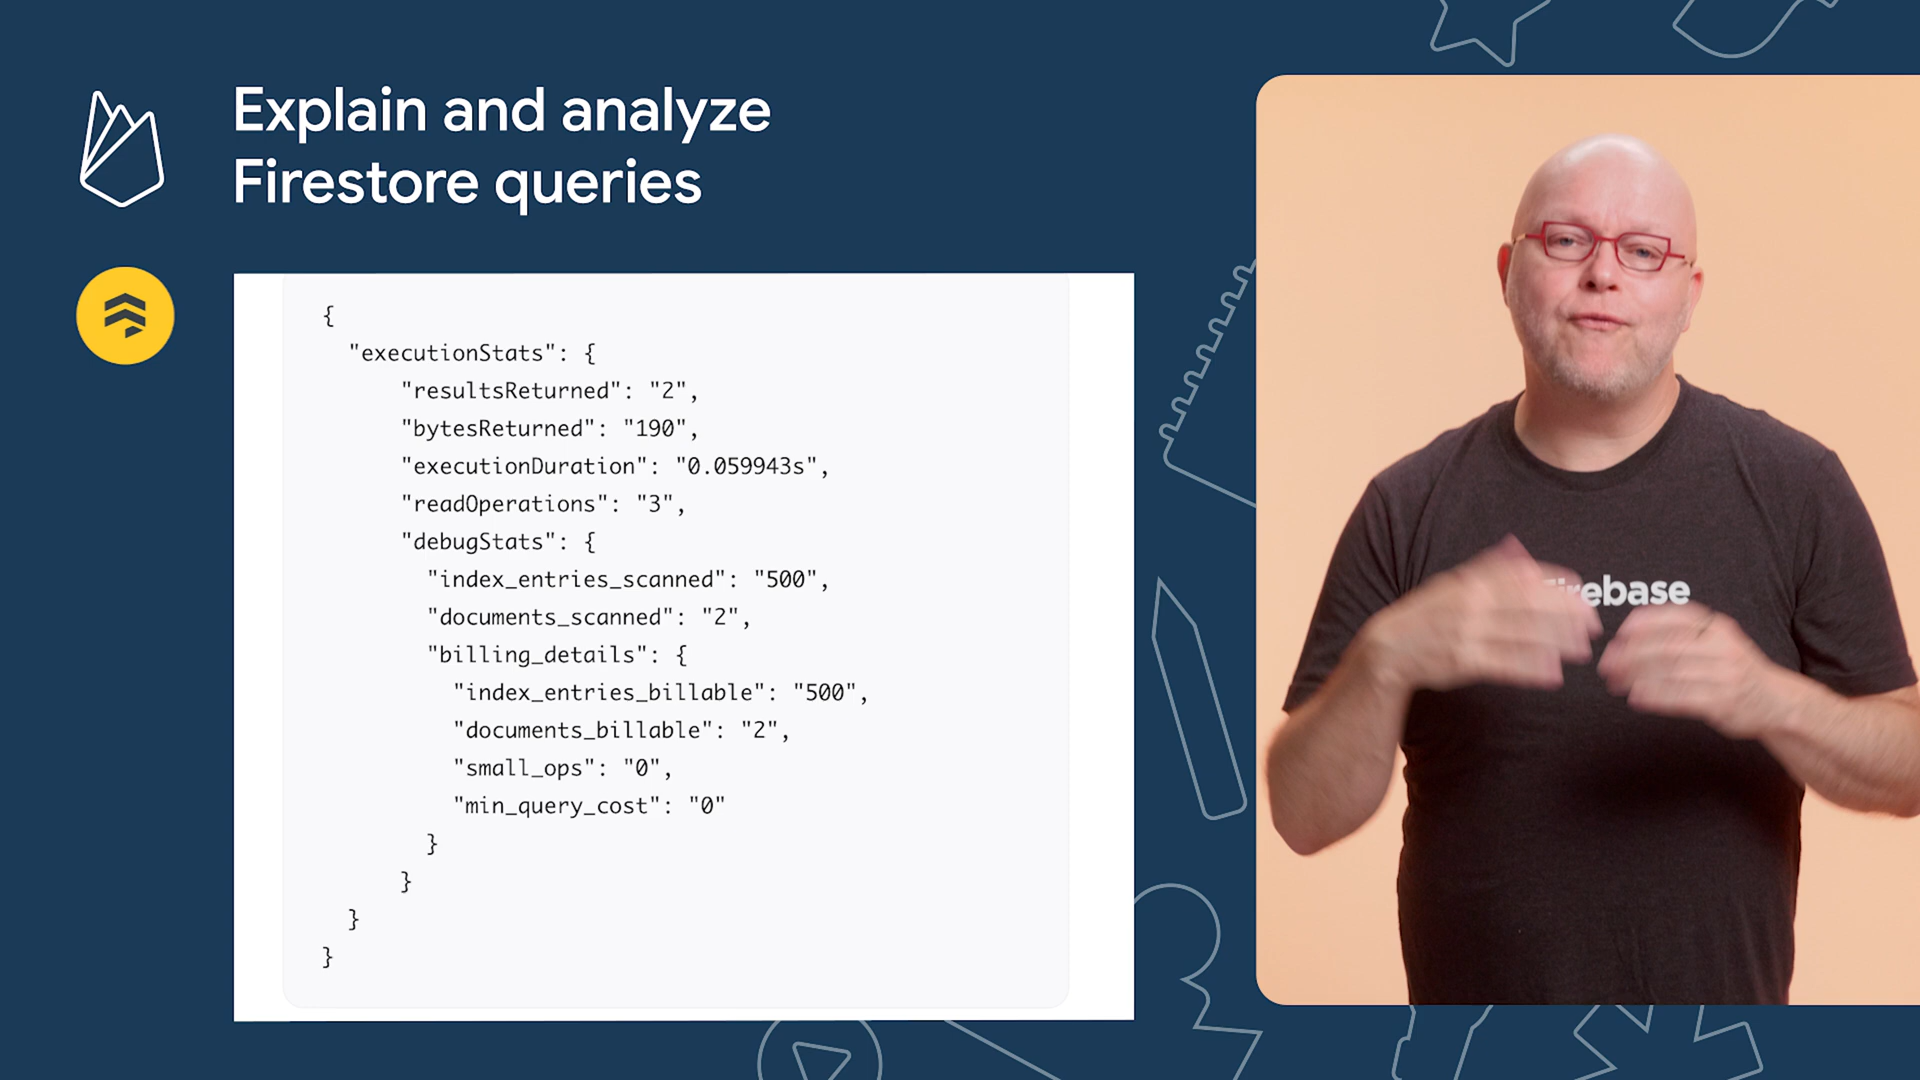 Explain and analyze
Firestore queries
{
"executionStats": {
"resultsReturned": "2",
"bytesReturned": "190",
"executionDuration": "0.059943s",
"readOperations": "3",
"debugStats": {
"index_entries_scanned": "500",
"documents_scanned": "2",
"billing_details": {
"index_entries_billable": "500",
"documents_billable": "2",
"small_ops": "0",
"min_query_cost": "0"
}
}
}
}
Firebase